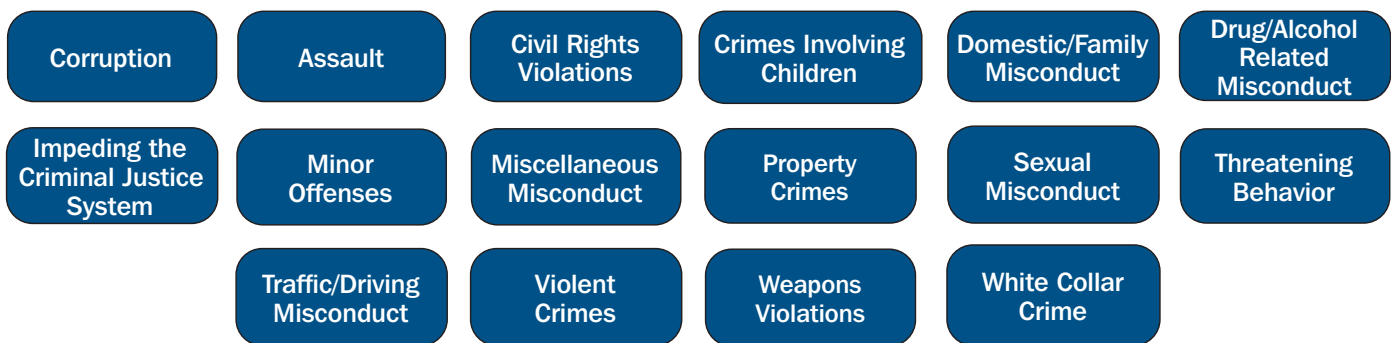 Corruption
Assault
Civil Rights
Violations
Crimes Involving
Children
Domestic/Family
Misconduct
Drug/Alcohol
Related
Misconduct
Impeding the
Criminal Justice
System
Minor
Offenses
Miscellaneous
Misconduct
Property
Crimes
Sexual
Misconduct
Threatening
Behavior
Traffic/Driving
Misconduct
Violent
Crimes
Weapons
Violations
White Collar
Crime